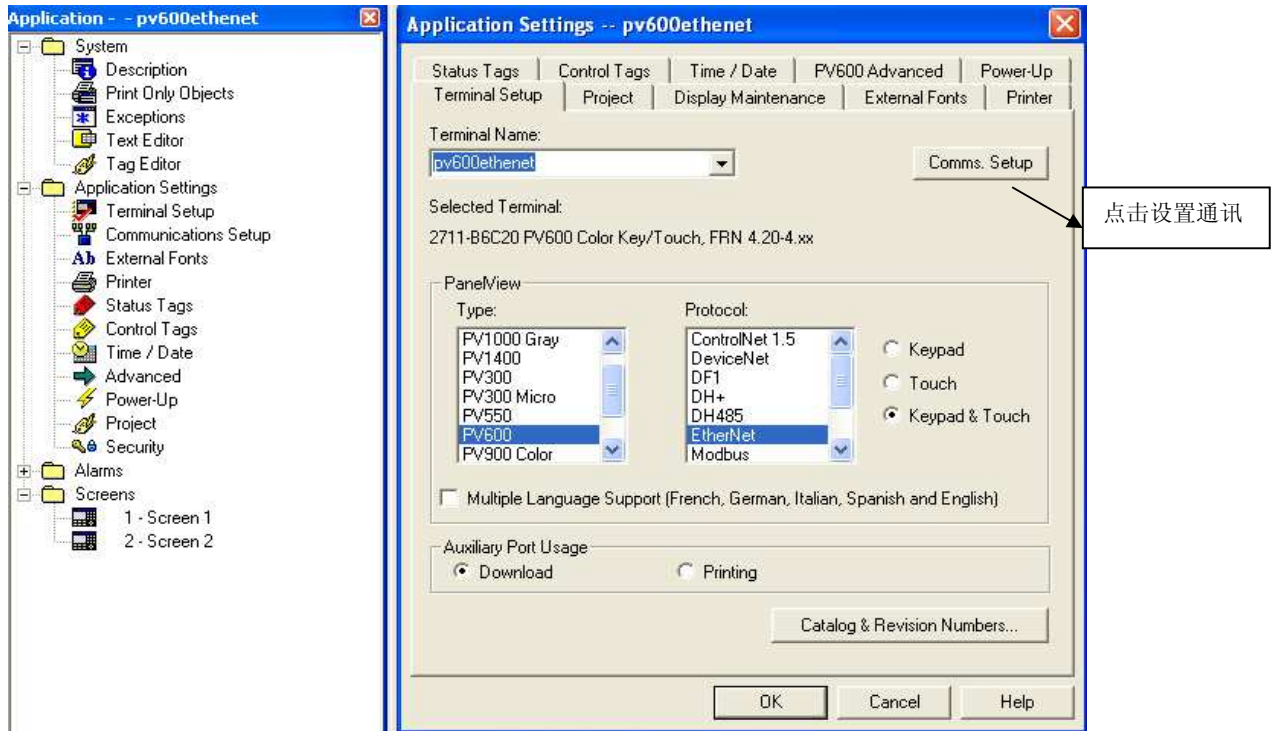 Application - - pv600ethenet
System
Description
Print Only Objects
Exceptions
Text Editor
Tag Editor
Application Settings
Terminal Setup
Communications Setup
Ab External Fonts
Printer
Status Tags
Control Tags
Time / Date
Advanced
Power-Up
Project
Security
Alarms
Screens
1 - Screen 1
2 - Screen 2
Application Settings -- pv600ethenet
Status Tags Control Tags Time / Date PV600 Advanced Power-Up
Terminal Setup Project Display Maintenance External Fonts Printer
Terminal Name:
pv600ethenet
Comms. Setup
Selected Terminal:
2711-B6C20 PV600 Color Key/Touch, FRN 4.20-4.xx
PanelView
Type:
PV1000 Gray
PV1400
PV300
PV300 Micro
PV550
PV600
PV900 Color
Protocol:
ControlNet 1.5
DeviceNet
DF1
DH+
DH485
EtherNet
Modbus
Keypad
Touch
Keypad & Touch
Multiple Language Support (French, German, Italian, Spanish and English)
Auxiliary Port Usage
Download Printing
Catalog & Revision Numbers...
OK Cancel Help
点击设置通讯